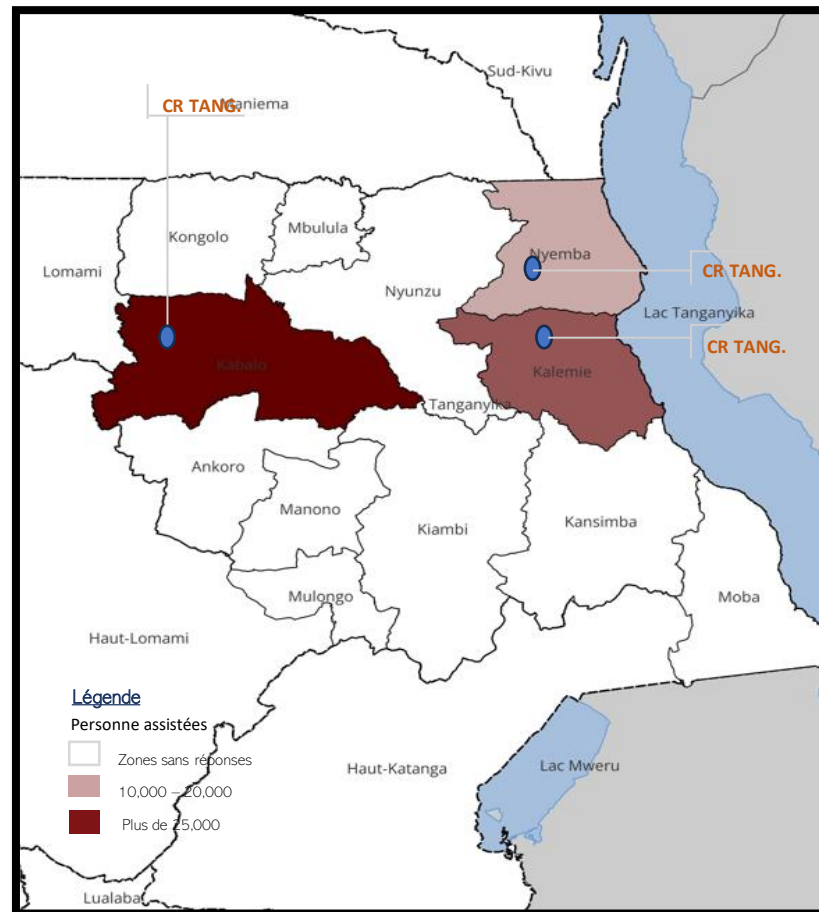 Sud-Kivu
CR TANG.
Maniema
Mbulula
Kongolo
Nyemba
Lomami
Nyunzu
CR TANG.
Lac Tanganyika
CR TANG.
Kabalo
Kalemie
Tanganyika
Ankoro
Manono
Kansimba
Kiambi
Mulongo
Moba
Haut-Lomami
Légende
Personne assistées
Zones sans réponses
10,000 – 20,000
Plus de 25,000
Haut-Katanga
Lac Mweru
Lualaba